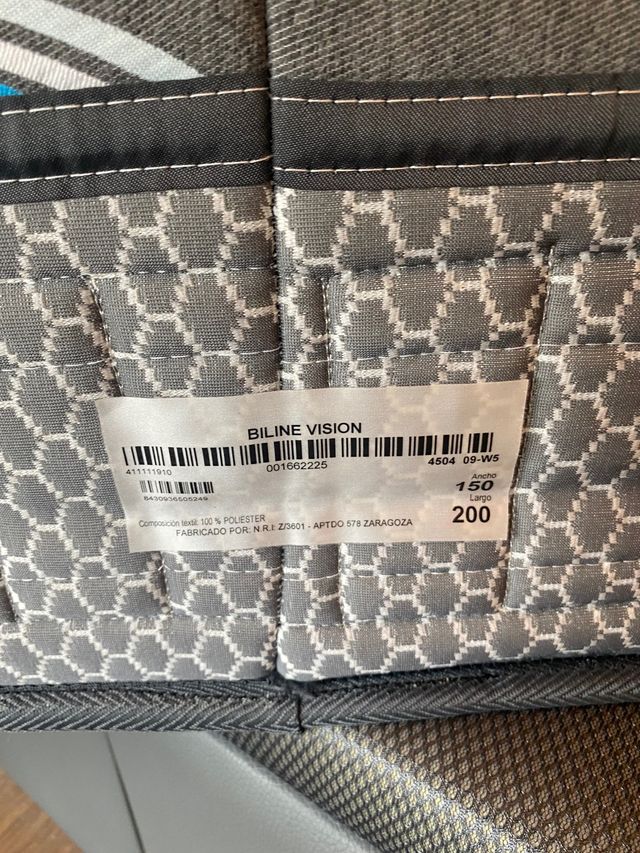 BILINE VISION
411111910 001662225 4504 09-W5
8430936505249
Ancho
150
Largo
200
Composición textil: 100 % POLIESTER
FABRICADO POR: N.R.I: Z/3601 - APTDO 578 ZARAGOZA